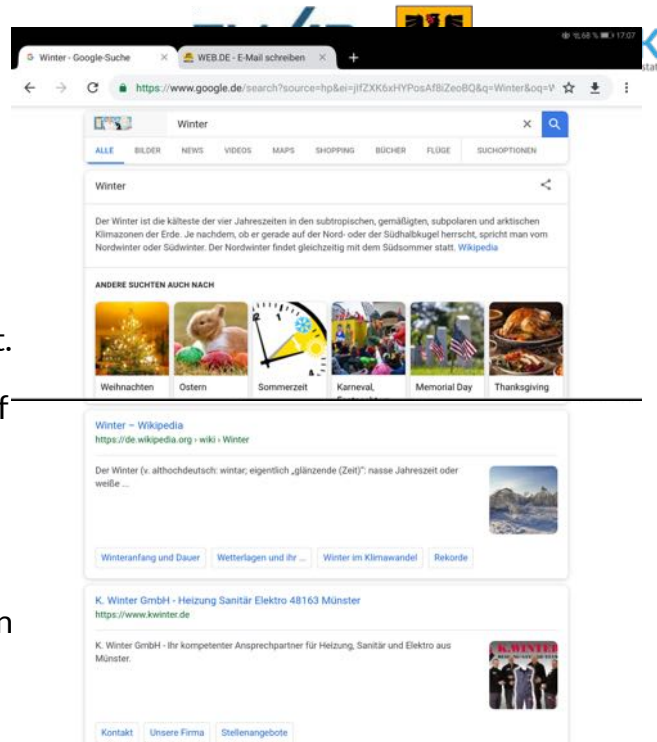 68 % 17:07
Winter - Google-Suche
WEB.DE - E-Mail schreiben
https://www.google.de/search?source=hp&ei=jIfZXK6xHYPosAfBiZeoBQ&q=Winter&oq=W
Winter
ALLE BILDER NEWS VIDEOS MAPS SHOPPING BÜCHER FLÜGE SUCHOPTIONEN
Winter
Der Winter ist die kälteste der vier Jahreszeiten in den subtropischen, gemäßigten, subpolaren und arktischen
Klimazonen der Erde. Je nachdem, ob er gerade auf der Nord- oder der Südhalbkugel herrscht, spricht man vom
Nordwinter oder Südwinter. Der Nordwinter findet gleichzeitig mit dem Südsommer statt. Wikipedia
ANDERE SUCHTEN AUCH NACH
Weihnachten Ostern Sommerzeit Karneval, Memorial Day Thanksgiving
t.
f
Winter – Wikipedia
https://de.wikipedia.org › wiki › Winter
Der Winter (v. althochdeutsch: wintar; eigentlich „glänzende (Zeit)": nasse Jahreszeit oder
weiße ...
Winteranfang und Dauer Wetterlagen und ihr ... Winter im Klimawandel Rekorde
K. Winter GmbH - Heizung Sanitär Elektro 48163 Münster
https://www.kwinter.de
n
K. Winter GmbH - Ihr kompetenter Ansprechpartner für Heizung, Sanitär und Elektro aus
Münster.
K.WINTER
Kontakt Unsere Firma Stellenangebote